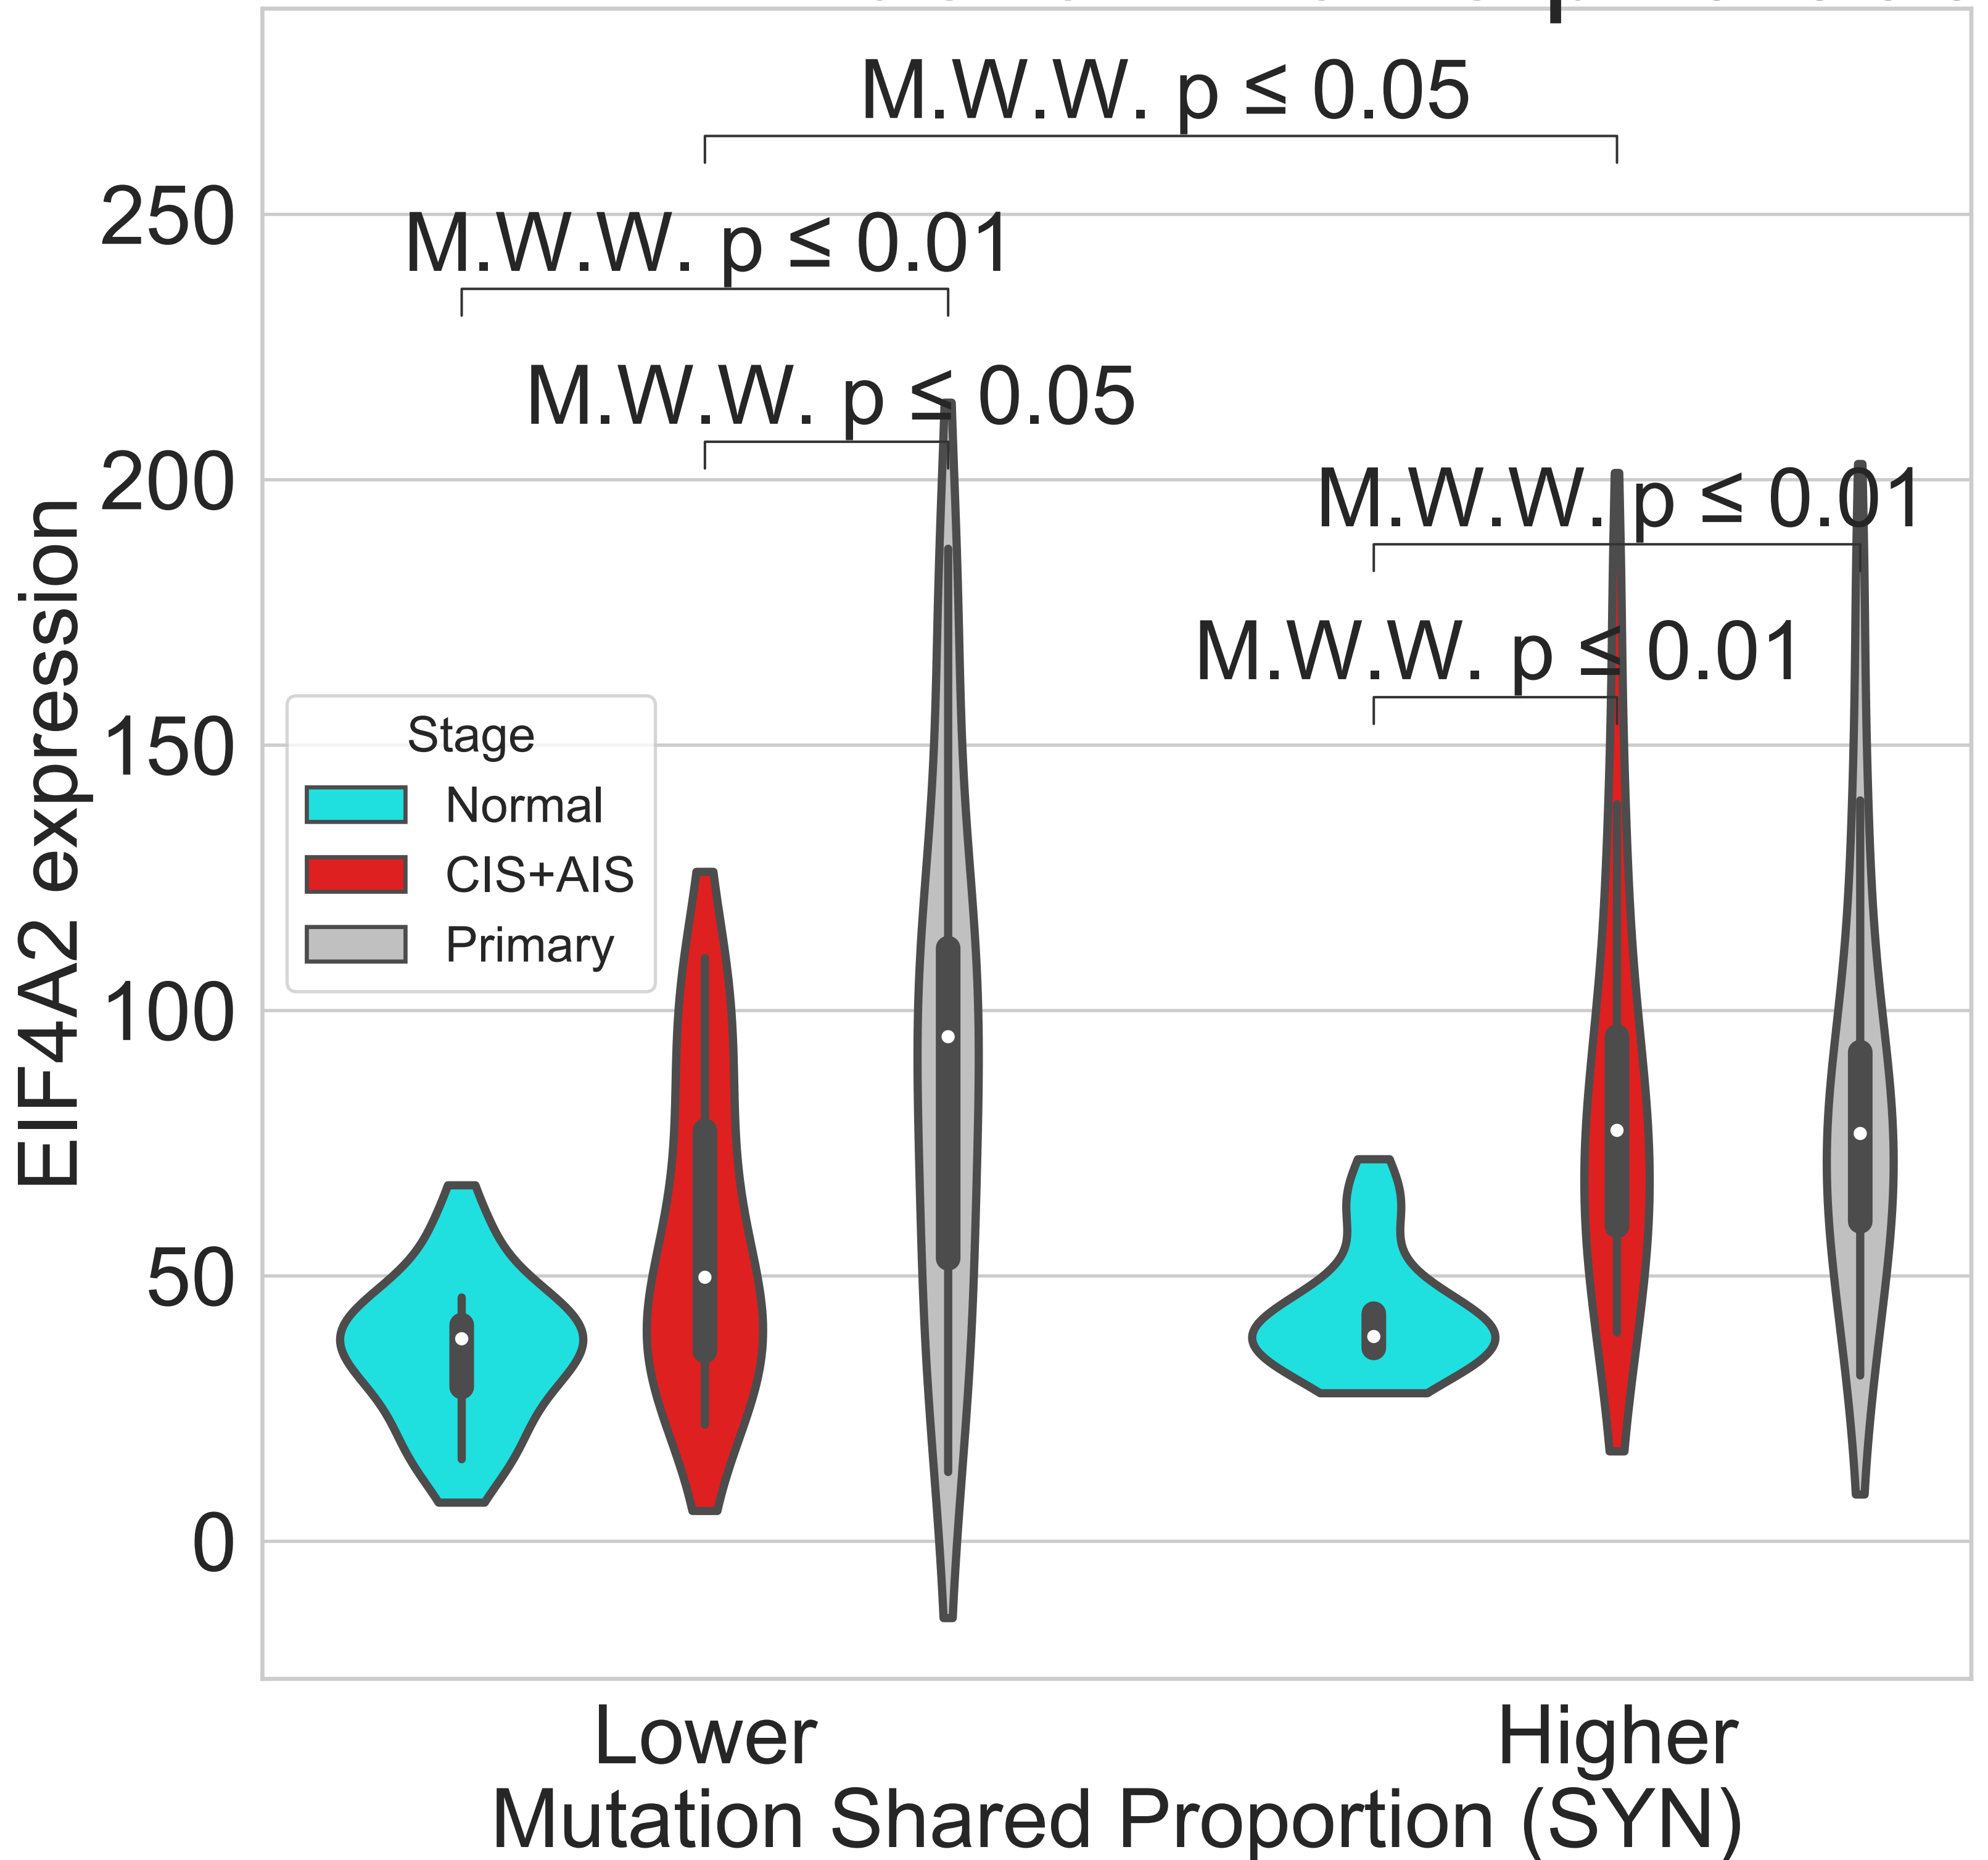 M.W.W. p ≤ 0.05
250
M.W.W. p ≤ 0.01
M.W.W. p ≤ 0.05
200
M.W.W. p ≤ 0.01
M.W.W. p ≤ 0.01
150
Stage
Normal
CIS+AIS
Primary
EIF4A2 expression
100
50
0
Lower
Higher
Mutation Shared Proportion (SYN)